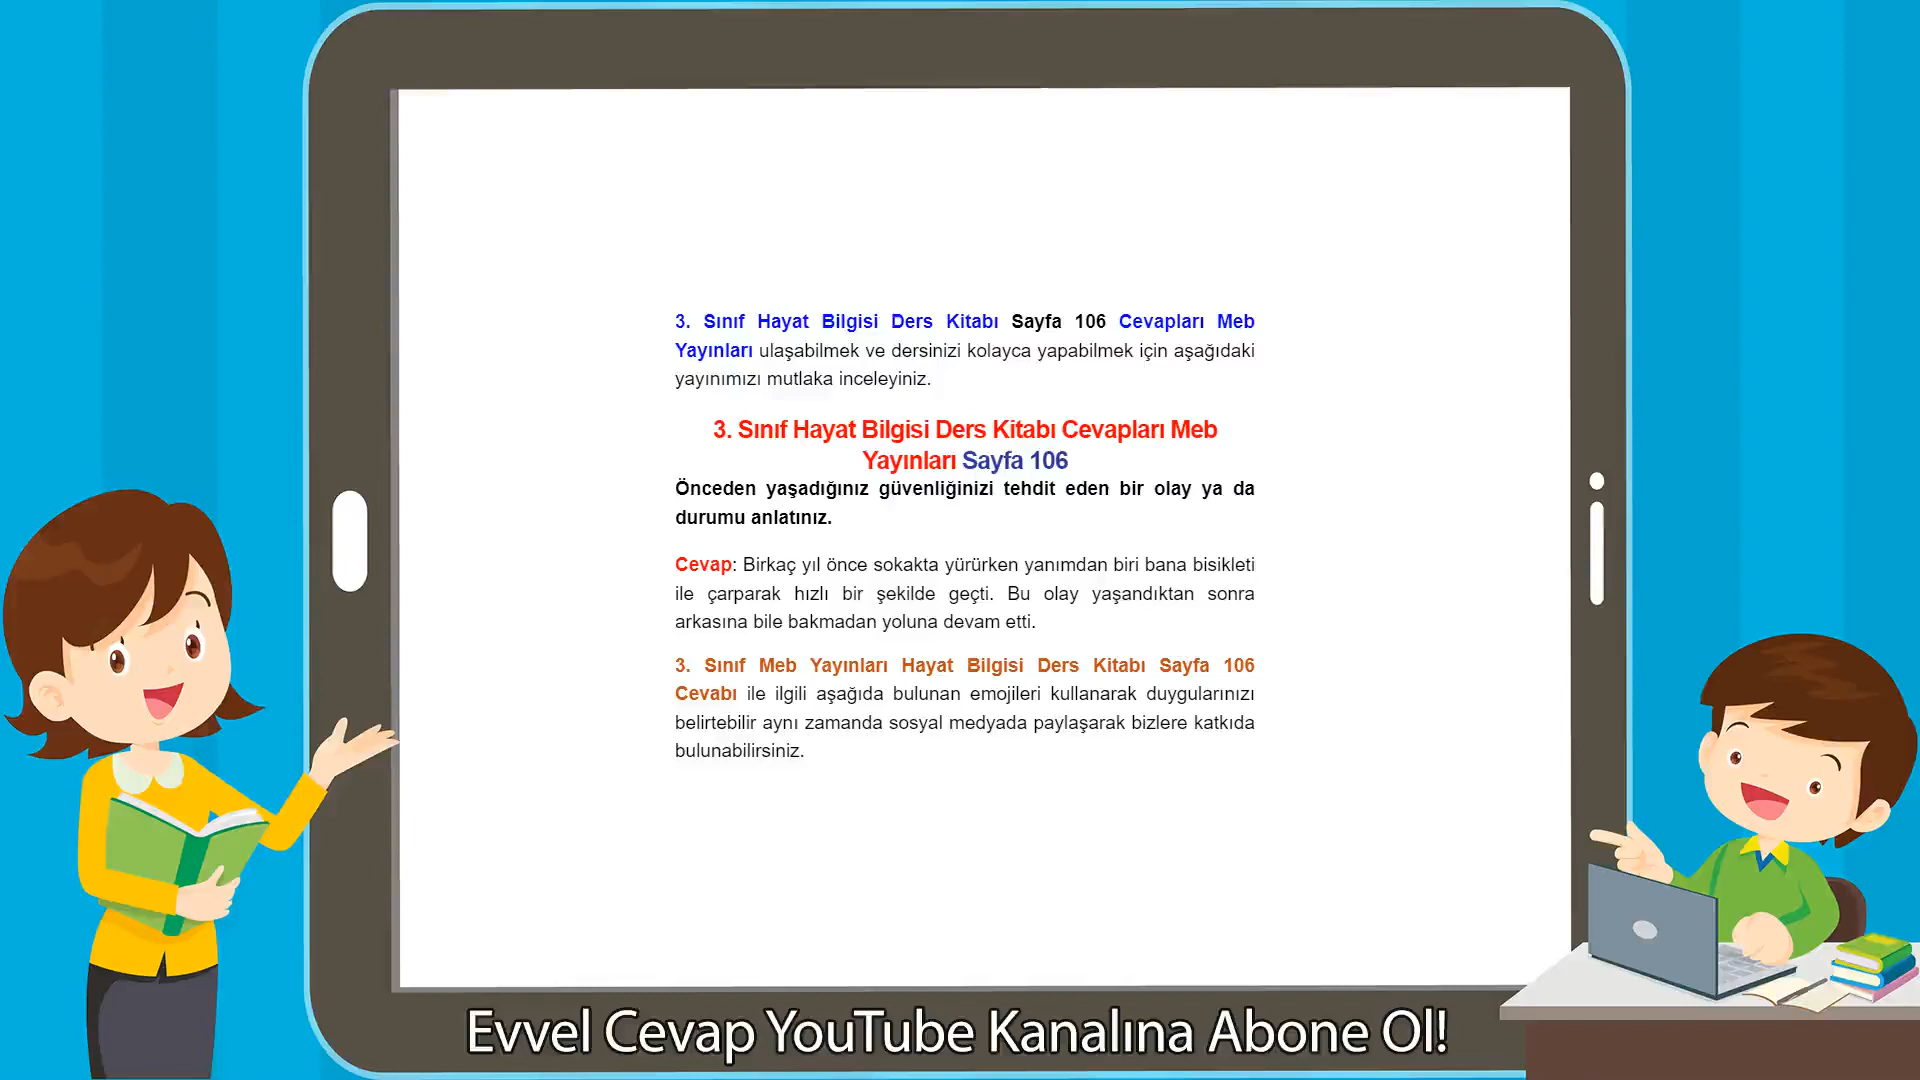 3. Sınıf Hayat Bilgisi Ders Kitabı Sayfa 106 Cevapları Meb
Yayınları ulaşabilmek ve dersinizi kolayca yapabilmek için aşağıdaki
yayınımızı mutlaka inceleyiniz.
3. Sınıf Hayat Bilgisi Ders Kitabı Cevapları Meb
Yayınları Sayfa 106
Önceden yaşadığınız güvenliğinizi tehdit eden bir olay ya da
durumu anlatınız.
Cevap: Birkaç yıl önce sokakta yürürken yanımdan biri bana bisikleti
ile çarparak hızlı bir şekilde geçti. Bu olay yaşandıktan sonra
arkasına bile bakmadan yoluna devam etti.
3. Sınıf Meb Yayınları Hayat Bilgisi Ders Kitabı Sayfa 106
Cevabı ile ilgili aşağıda bulunan emojileri kullanarak duygularınızı
belirtebilir aynı zamanda sosyal medyada paylaşarak bizlere katkıda
bulunabilirsiniz.
Evvel Cevap YouTube Kanalına Abone Ol!